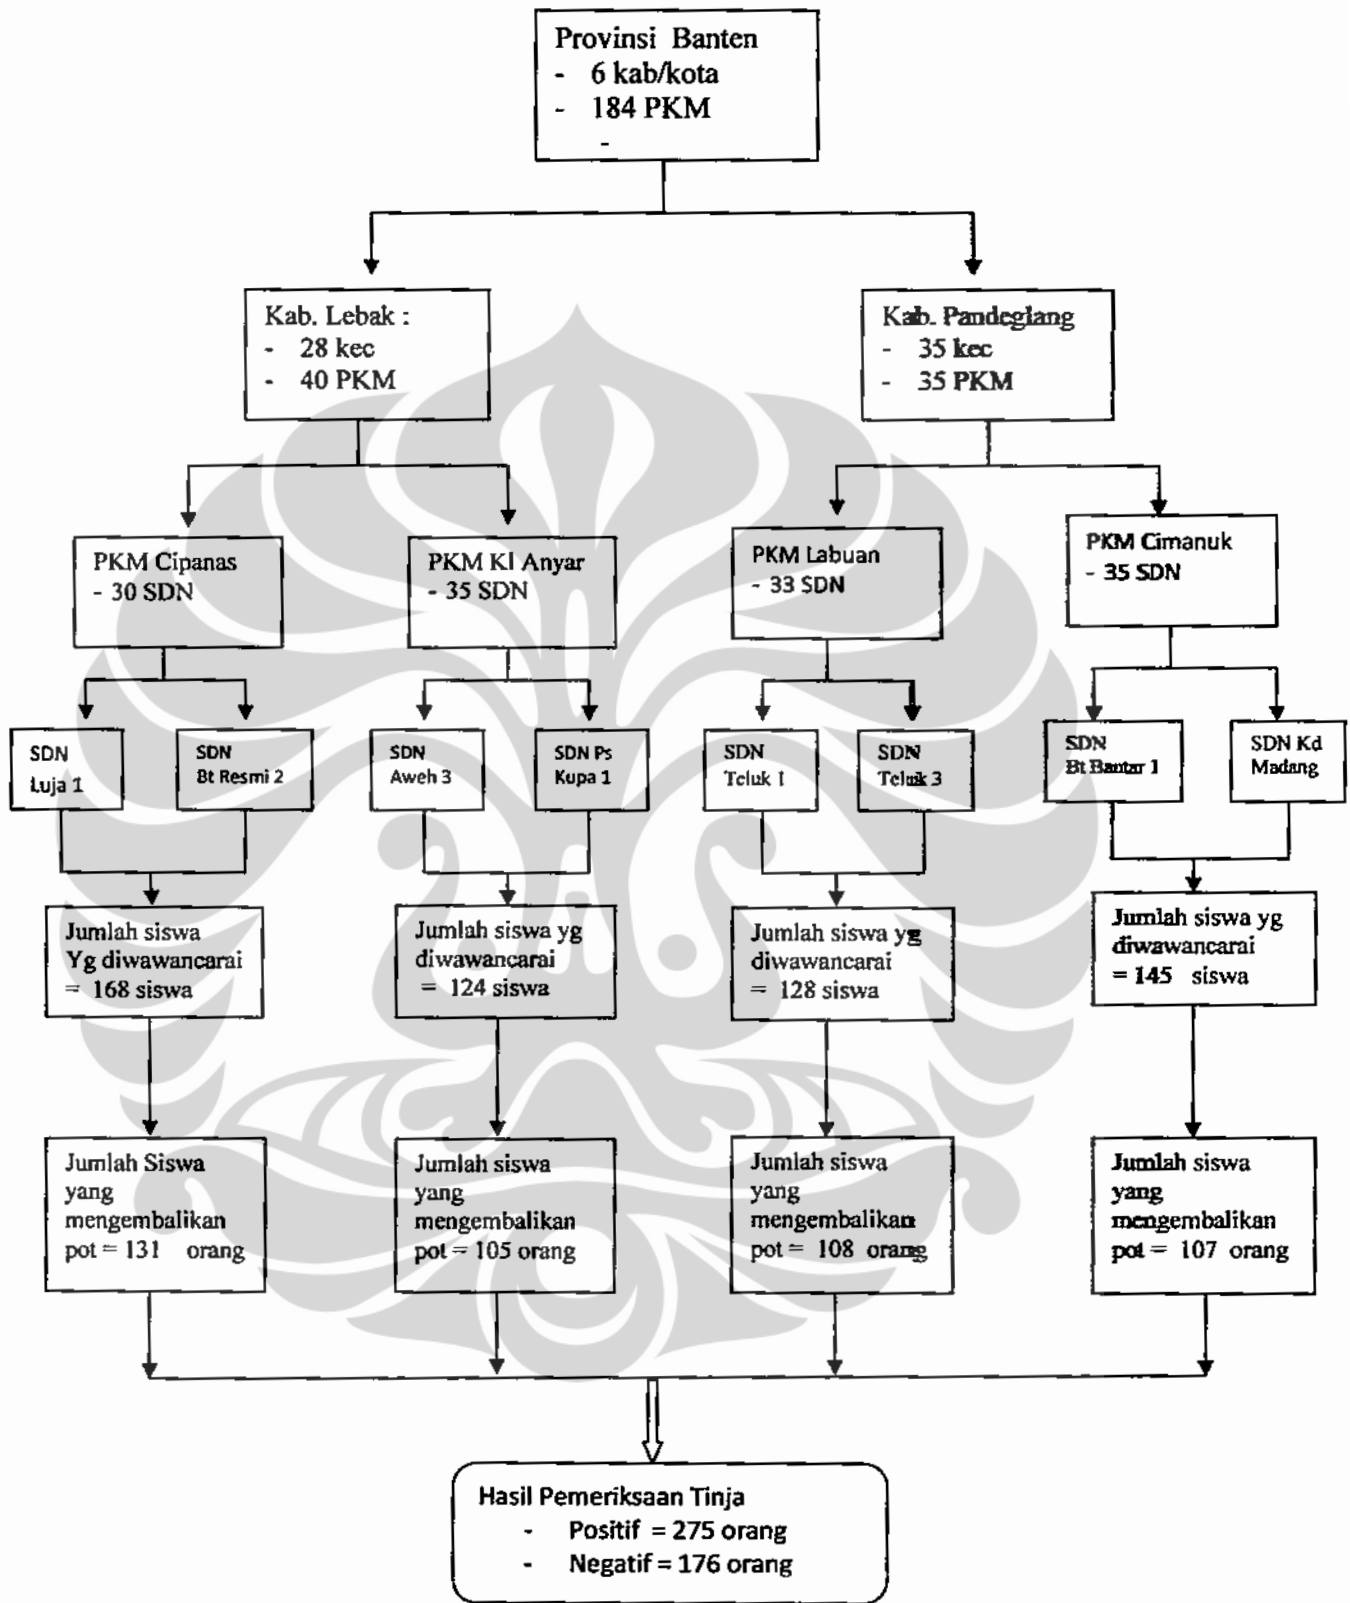 Provinsi Banten
- 6 kab/kota
- 184 PKM
-
Kab. Lebak :
- 28 kec
- 40 PKM
Kab. Pandeglang
- 35 kec
- 35 PKM
PKM Cipanas
- 30 SDN
PKM Kl Anyar
- 35 SDN
PKM Labuan
- 33 SDN
PKM Cimanuk
- 35 SDN
SDN
Luja 1
SDN
Bt Resmi 2
SDN
Aweh 3
SDN Ps
Kupa 1
SDN
Teluk 1
SDN
Teluk 3
SDN
Bt Bantar 1
SDN Kd
Madang
Jumlah siswa
Yg diwawancarai
= 168 siswa
Jumlah siswa yg
diwawancarai
= 124 siswa
Jumlah siswa yg
diwawancarai
= 128 siswa
Jumlah siswa yg
diwawancarai
= 145 siswa
Jumlah Siswa
yang
mengembalikan
pot = 131 orang
Jumlah siswa
yang
mengembalikan
pot = 105 orang
Jumlah siswa
yang
mengembalikan
pot = 108 orang
Jumlah siswa
yang
mengembalikan
pot = 107 orang
Hasil Pemeriksaan Tinja
- Positif = 275 orang
- Negatif = 176 orang